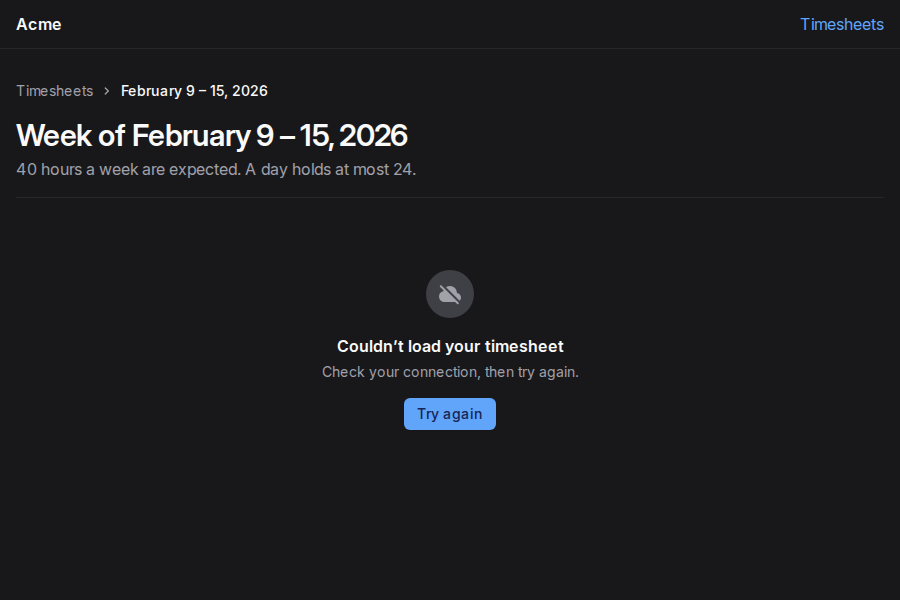 Acme
Timesheets
Timesheets > February 9 – 15, 2026
Week of February 9 – 15, 2026
40 hours a week are expected. A day holds at most 24.
Couldn’t load your timesheet
Check your connection, then try again.
Try again